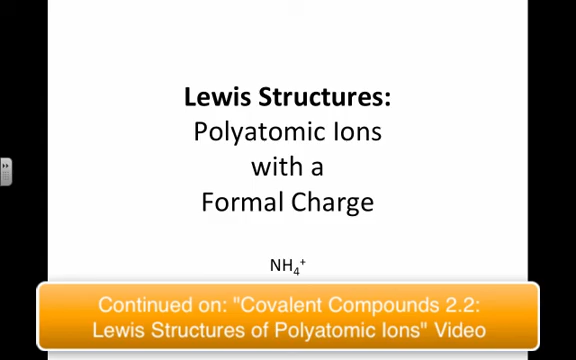 Lewis Structures:
Polyatomic Ions
with a
Formal Charge
NH₄⁺
Continued on: "Covalent Compounds 2.2:
Lewis Structures of Polyatomic Ions" Video